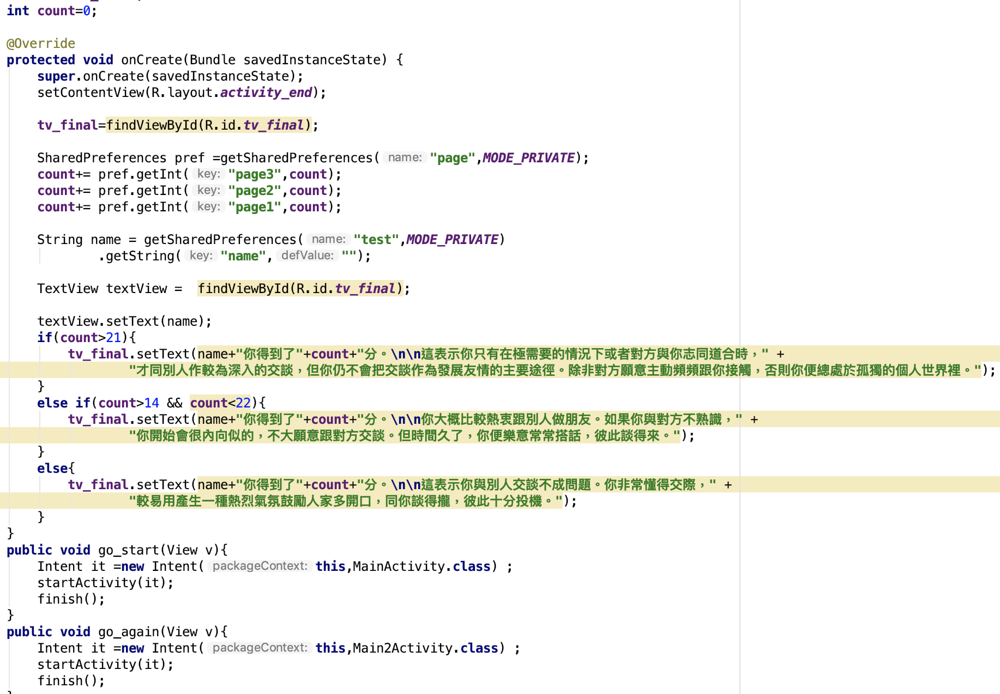 int count=0;
@Override
protected void onCreate(Bundle savedInstanceState) {
super.onCreate(savedInstanceState);
setContentView(R.layout.activity_end);
tv_final=findViewById(R.id.tv_final);
SharedPreferences pref =getSharedPreferences( name: "page",MODE_PRIVATE);
count+= pref.getInt( key: "page3",count);
count+= pref.getInt( key: "page2",count);
count+= pref.getInt( key: "page1",count);
String name = getSharedPreferences( name: "test",MODE_PRIVATE)
.getString( key: "name", defValue: "");
TextView textView =  findViewById(R.id.tv_final);
textView.setText(name);
if(count>21){
tv_final.setText(name+"你得到了"+count+"分。\n\n這表示你只有在極需要的情況下或者對方與你志同道合時，" +
"才同別人作較為深入的交談，但你仍不會把交談作為發展友情的主要途徑。除非對方願意主動頻頻跟你接觸，否則你便總處於孤獨的個人世界裡。");
}
else if(count>14 && count<22){
tv_final.setText(name+"你得到了"+count+"分。\n\n你大概比較熱衷跟別人做朋友。如果你與對方不熟識，" +
"你開始會很內向似的，不大願意跟對方交談。但時間久了，你便樂意常常搭話，彼此談得來。");
}
else{
tv_final.setText(name+"你得到了"+count+"分。\n\n這表示你與別人交談不成問題。你非常懂得交際，" +
"較易用產生一種熱烈氣氛鼓勵人家多開口，同你談得攏，彼此十分投機。");
}
}
public void go_start(View v){
Intent it =new Intent( packageContext: this,MainActivity.class) ;
startActivity(it);
finish();
}
public void go_again(View v){
Intent it =new Intent( packageContext: this,Main2Activity.class) ;
startActivity(it);
finish();